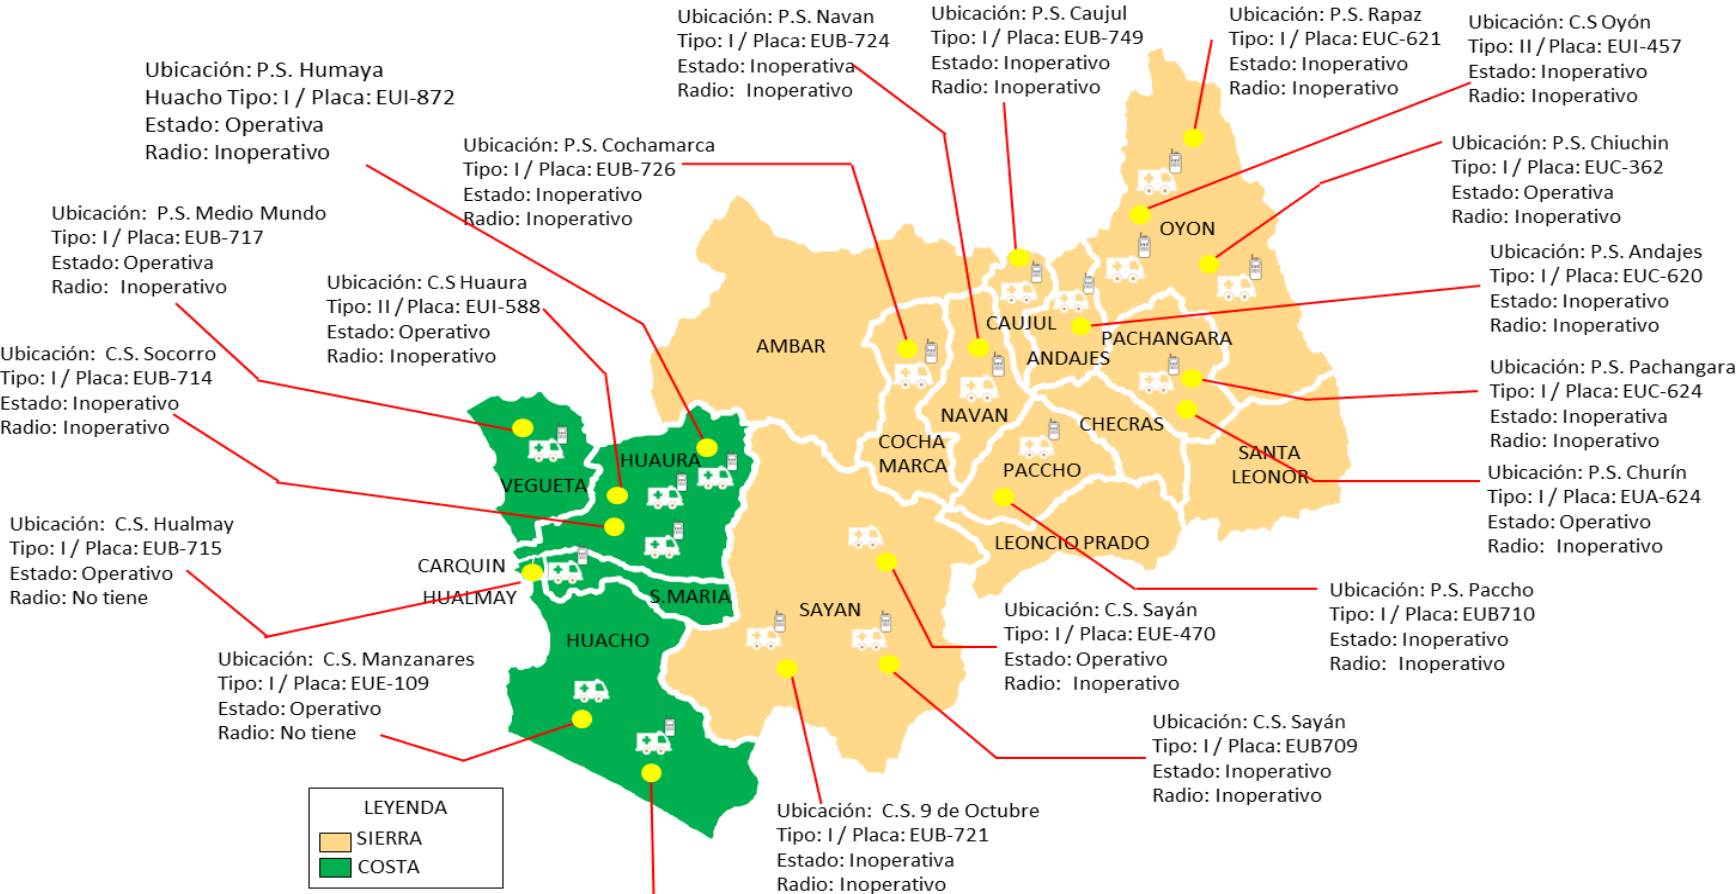 Ubicación: P.S. Navan
Tipo: I / Placa: EUB-724
Estado: Inoperativa
Radio: Inoperativo
Ubicación: P.S. Caujul
Tipo: I / Placa: EUB-749
Estado: Inoperativo
Radio: Inoperativo
Ubicación: P.S. Rapaz
Tipo: I / Placa: EUC-621
Estado: Inoperativo
Radio: Inoperativo
Ubicación: C.S Oyón
Tipo: II / Placa: EUI-457
Estado: Inoperativo
Radio: Inoperativo
Ubicación: P.S. Humaya
Huacho Tipo: I / Placa: EUI-872
Estado: Operativa
Radio: Inoperativo
Ubicación: P.S. Cochamarca
Tipo: I / Placa: EUB-726
Estado: Inoperativo
Radio: Inoperativo
Ubicación: P.S. Chiuchin
Tipo: I / Placa: EUC-362
Estado: Operativa
Radio: Inoperativo
Ubicación: P.S. Medio Mundo
Tipo: I / Placa: EUB-717
Estado: Operativa
Radio: Inoperativo
Ubicación: C.S Huaura
Tipo: II / Placa: EUI-588
Estado: Operativo
Radio: Inoperativo
Ubicación: P.S. Andajes
Tipo: I / Placa: EUC-620
Estado: Inoperativo
Radio: Inoperativo
Ubicación: C.S. Socorro
Tipo: I / Placa: EUB-714
Estado: Inoperativo
Radio: Inoperativo
Ubicación: P.S. Pachangara
Tipo: I / Placa: EUC-624
Estado: Inoperativa
Radio: Inoperativo
Ubicación: P.S. Churín
Tipo: I / Placa: EUA-624
Estado: Operativo
Radio: Inoperativo
Ubicación: C.S. Hualmay
Tipo: I / Placa: EUB-715
Estado: Operativo
Radio: No tiene
Ubicación: P.S. Paccho
Tipo: I / Placa: EUB710
Estado: Inoperativo
Radio: Inoperativo
Ubicación: C.S. Sayán
Tipo: I / Placa: EUE-470
Estado: Operativo
Radio: Inoperativo
Ubicación: C.S. Manzanares
Tipo: I / Placa: EUE-109
Estado: Operativo
Radio: No tiene
Ubicación: C.S. Sayán
Tipo: I / Placa: EUB709
Estado: Inoperativo
Radio: Inoperativo
Ubicación: C.S. 9 de Octubre
Tipo: I / Placa: EUB-721
Estado: Inoperativa
Radio: Inoperativo
OYON
CAUJUL
PACHANGARA
AMBAR
ANDAJES
NAVAN
CHECRAS
COCHA
MARCA
PACCHO
SANTA
LEONOR
HUAURA
VEGUETA
LEONCIO PRADO
CARQUIN
HUALMAY
S.MARIA
SAYAN
HUACHO
LEYENDA
SIERRA
COSTA